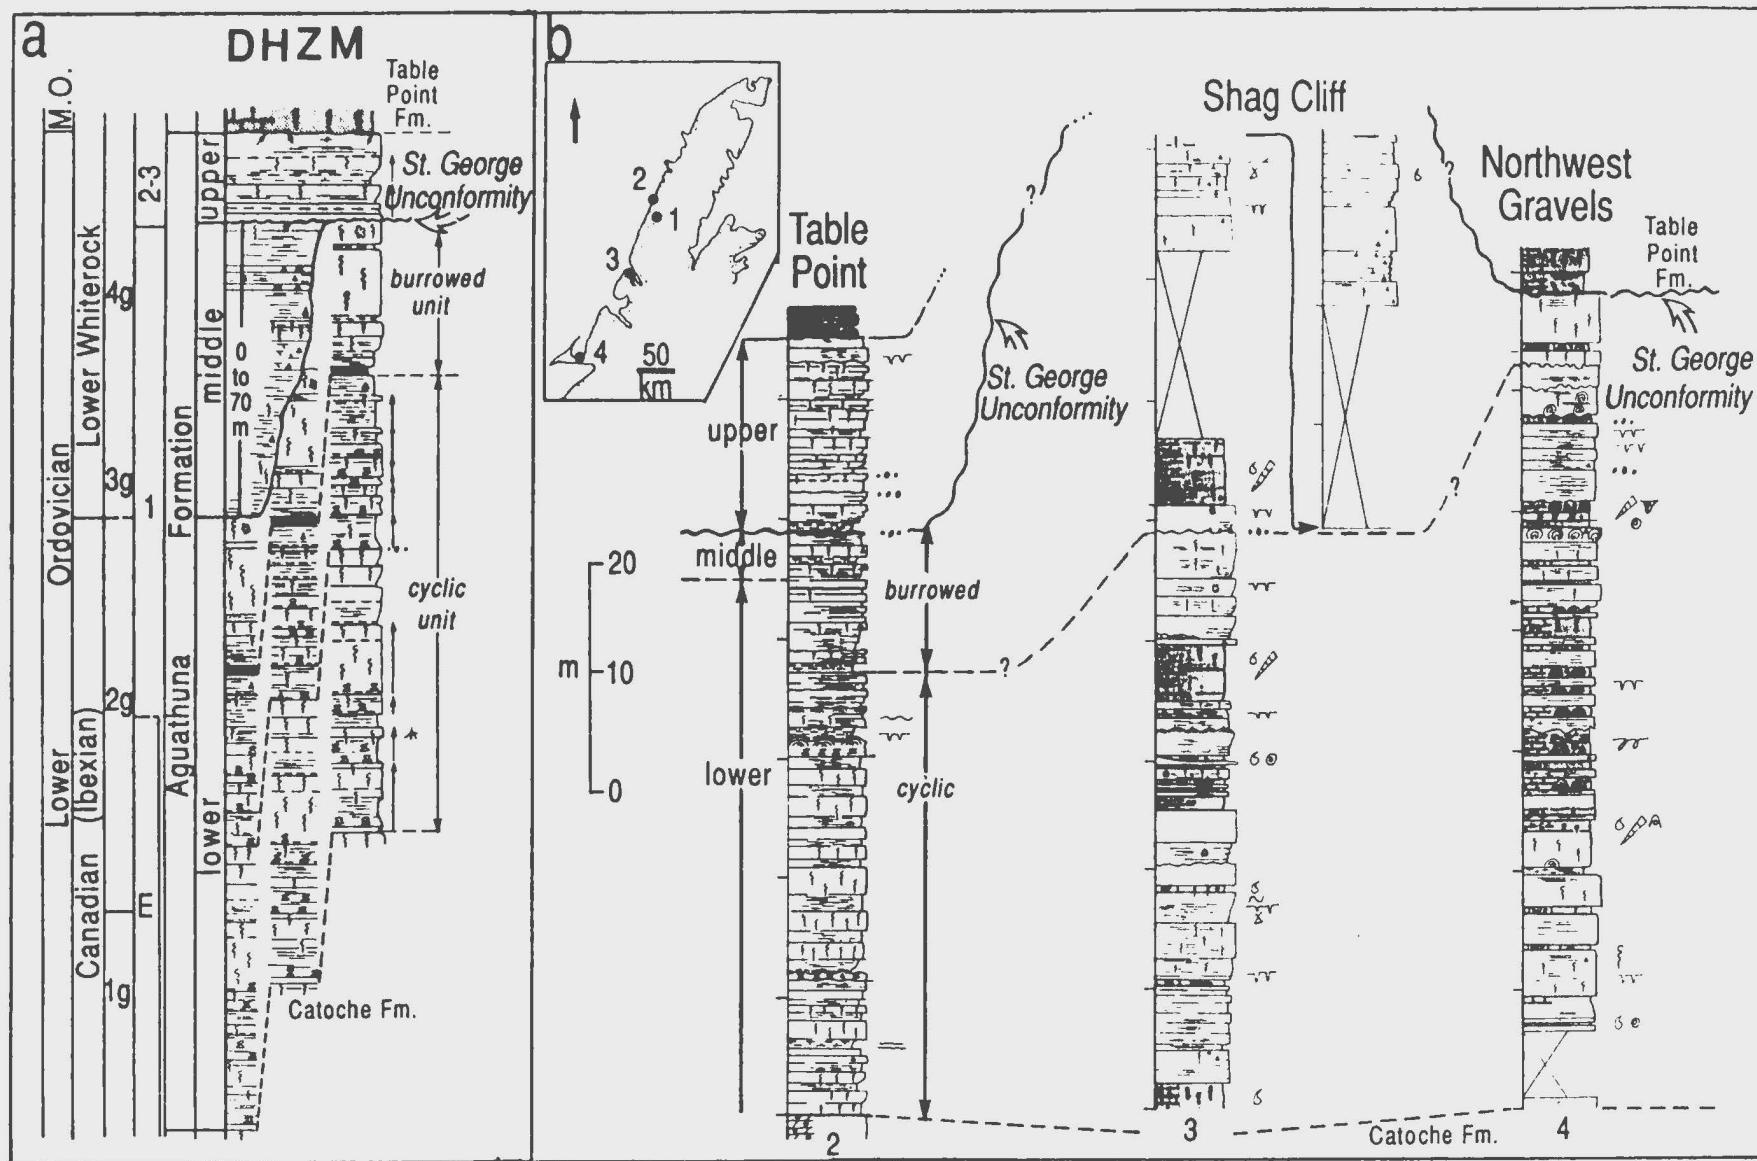 a
DHZM
M.O.
Table
Point
Fm.
Ordovician
Lower
Lower Whiterock
Canadian (Ibexian)
4g
3g
2g
1g
2-3
1
E
Aguathuna Formation
upper
middle
lower
0
to
70
m
St. George
Unconformity
burrowed
unit
cyclic
unit
Catoche Fm.
b
2
1
3
4
50
km
Table
Point
upper
middle
lower
20
m 10
0
burrowed
cyclic
?
?
St. George
Unconformity
2
Shag Cliff
3
?
?
Northwest
Gravels
Table
Point
Fm.
St. George
Unconformity
Catoche Fm.
4